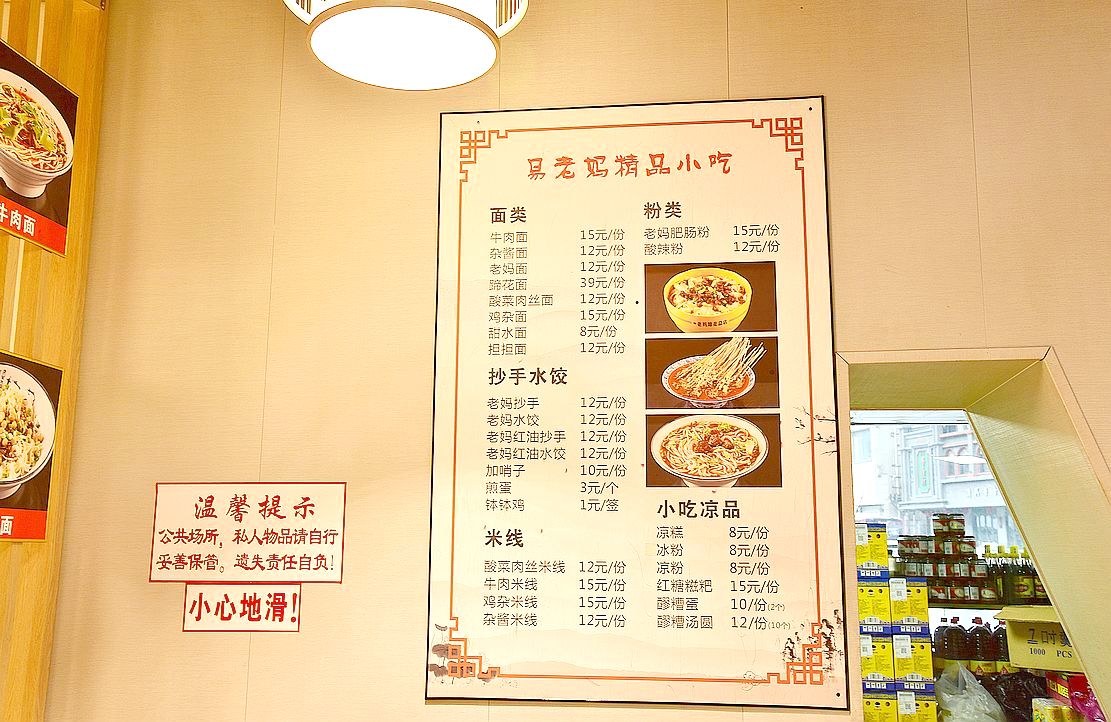 牛肉面
面
温馨提示
公共场所，私人物品请自行
妥善保管。遗失责任自负！
小心地滑！
易老妈精品小吃
面类
牛肉面 15元/份
杂酱面 12元/份
老妈面 12元/份
蹄花面 39元/份
酸菜肉丝面 12元/份
鸡杂面 15元/份
甜水面 8元/份
担担面 12元/份
抄手水饺
老妈抄手 12元/份
老妈水饺 12元/份
老妈红油抄手 12元/份
老妈红油水饺 12元/份
加哨子 10元/份
煎蛋 3元/个
钵钵鸡 1元/签
米线
酸菜肉丝米线 12元/份
牛肉米线 15元/份
鸡杂米线 15元/份
杂酱米线 12元/份
粉类
老妈肥肠粉 15元/份
酸辣粉 12元/份
小吃凉品
凉糕 8元/份
冰粉 8元/份
凉粉 8元/份
红糖糍粑 15元/份
醪糟蛋 10/份(2个)
醪糟汤圆 12/份(10个)
1000 PCS